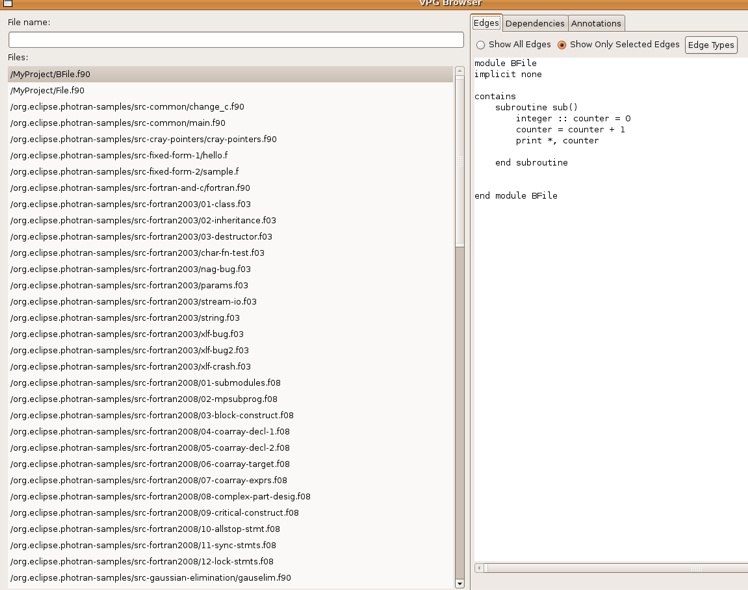 VPG Browser
File name:
Files:
/MyProject/BFile.f90
/MyProject/File.f90
/org.eclipse.photran-samples/src-common/change_c.f90
/org.eclipse.photran-samples/src-common/main.f90
/org.eclipse.photran-samples/src-cray-pointers/cray-pointers.f90
/org.eclipse.photran-samples/src-fixed-form-1/hello.f
/org.eclipse.photran-samples/src-fixed-form-2/sample.f
/org.eclipse.photran-samples/src-fortran-and-c/fortran.f90
/org.eclipse.photran-samples/src-fortran2003/01-class.f03
/org.eclipse.photran-samples/src-fortran2003/02-inheritance.f03
/org.eclipse.photran-samples/src-fortran2003/03-destructor.f03
/org.eclipse.photran-samples/src-fortran2003/char-fn-test.f03
/org.eclipse.photran-samples/src-fortran2003/nag-bug.f03
/org.eclipse.photran-samples/src-fortran2003/params.f03
/org.eclipse.photran-samples/src-fortran2003/stream-io.f03
/org.eclipse.photran-samples/src-fortran2003/string.f03
/org.eclipse.photran-samples/src-fortran2003/xlf-bug.f03
/org.eclipse.photran-samples/src-fortran2003/xlf-bug2.f03
/org.eclipse.photran-samples/src-fortran2003/xlf-crash.f03
/org.eclipse.photran-samples/src-fortran2008/01-submodules.f08
/org.eclipse.photran-samples/src-fortran2008/02-mpsubprog.f08
/org.eclipse.photran-samples/src-fortran2008/03-block-construct.f08
/org.eclipse.photran-samples/src-fortran2008/04-coarray-decl-1.f08
/org.eclipse.photran-samples/src-fortran2008/05-coarray-decl-2.f08
/org.eclipse.photran-samples/src-fortran2008/06-coarray-target.f08
/org.eclipse.photran-samples/src-fortran2008/07-coarray-exprs.f08
/org.eclipse.photran-samples/src-fortran2008/08-complex-part-desig.f08
/org.eclipse.photran-samples/src-fortran2008/09-critical-construct.f08
/org.eclipse.photran-samples/src-fortran2008/10-allstop-stmt.f08
/org.eclipse.photran-samples/src-fortran2008/11-sync-stmts.f08
/org.eclipse.photran-samples/src-fortran2008/12-lock-stmts.f08
/org.eclipse.photran-samples/src-gaussian-elimination/gauselim.f90
Edges Dependencies Annotations
Show All Edges Show Only Selected Edges Edge Types
module BFile
implicit none
contains
subroutine sub()
integer :: counter = 0
counter = counter + 1
print *, counter
end subroutine
end module BFile